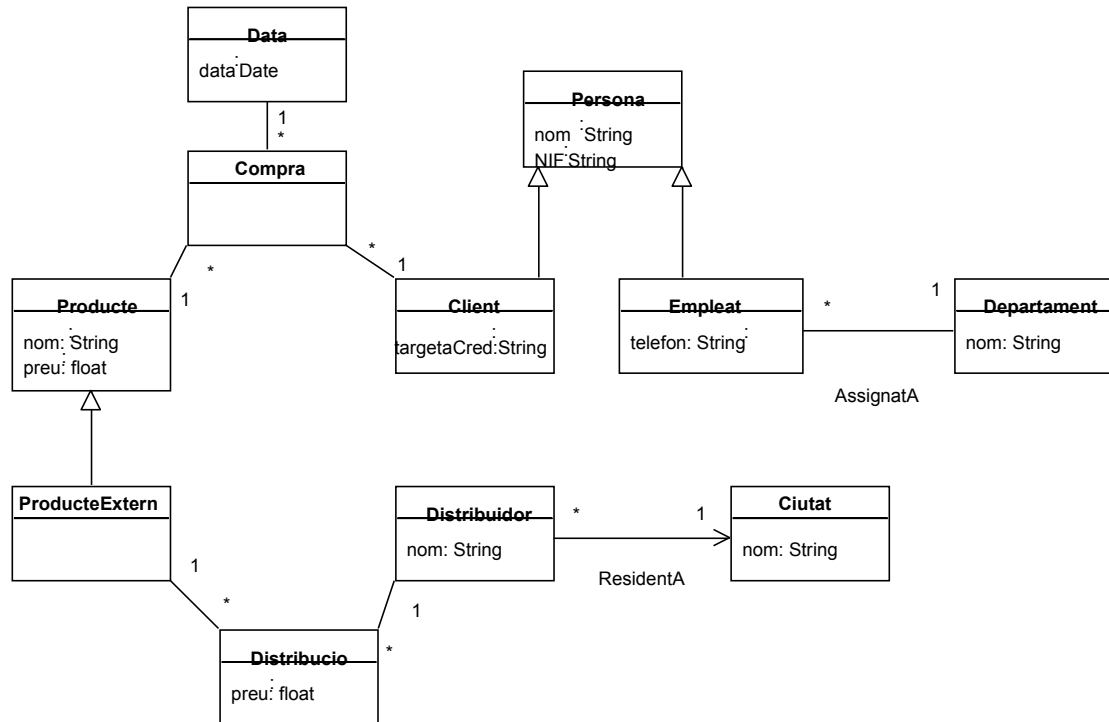 Data
data:Date
1
*
Compra
Persona
nom :String
NIF:String
*
1
*
1
Producte
nom: String
preu: float
Client
targetaCred:String
Empleat
telefon: String
*
1
Departament
nom: String
AssignatA
ProducteExtern
Distribuidor
nom: String
*
1
Ciutat
nom: String
ResidentA
1
*
1
*
Distribucio
preu: float